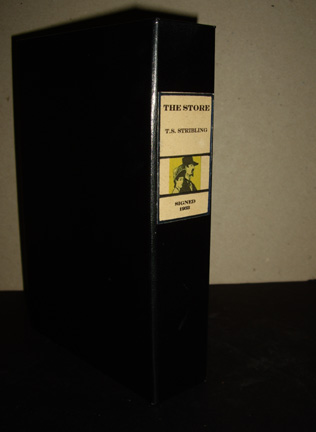 THE STORE
T.S. STRIBLING
SIGNED